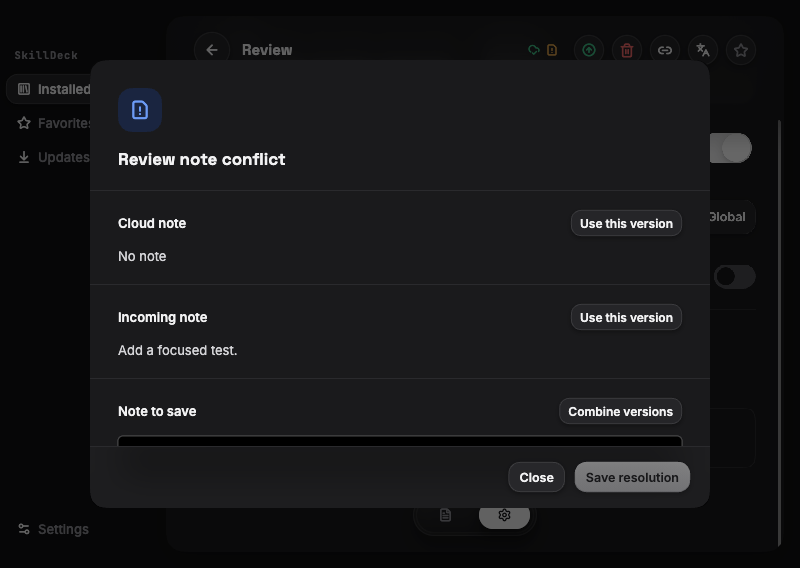 SkillDeck
Review
Installed
Favorites
Updates
Review note conflict
Cloud note
Use this version
No note
Global
Incoming note
Use this version
Add a focused test.
Note to save
Combine versions
Close
Save resolution
Settings